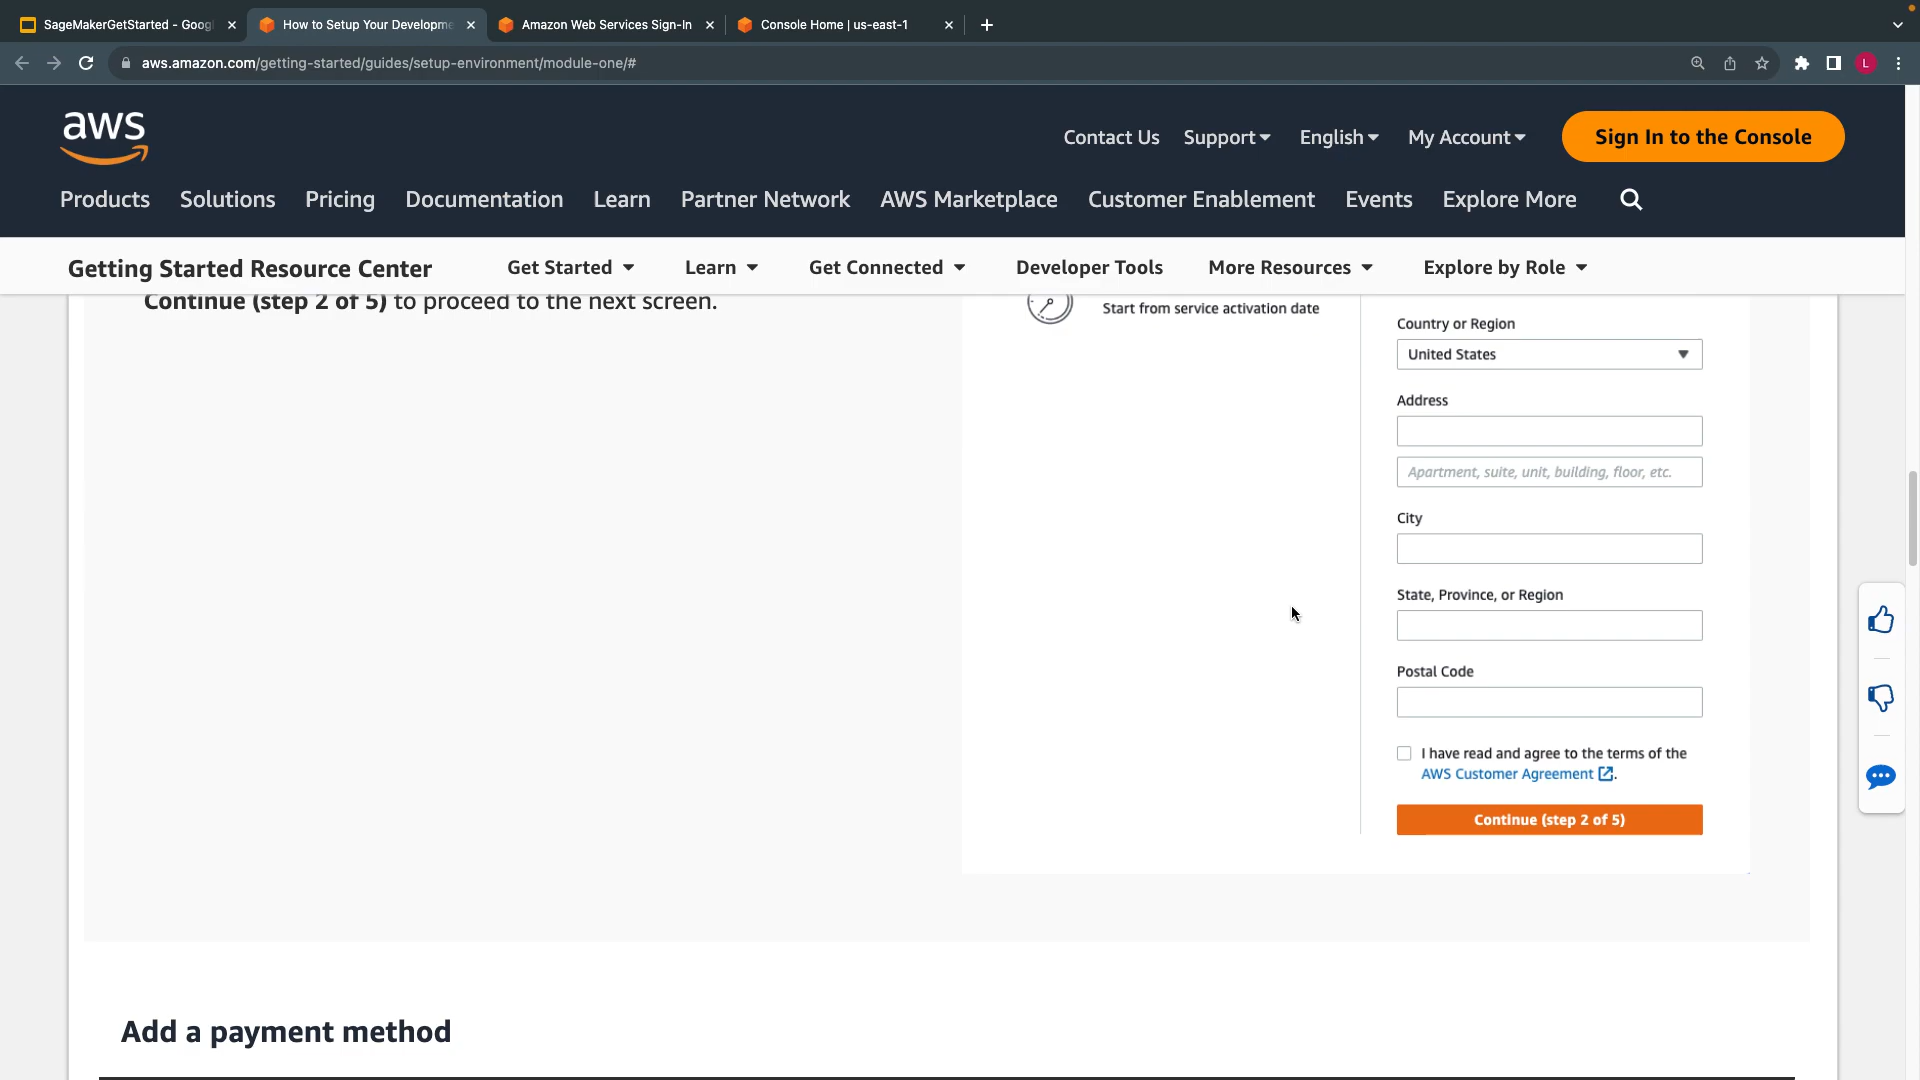 SageMakerGetStarted - Goog
How to Setup Your Developme
Amazon Web Services Sign-In
Console Home | us-east-1
aws.amazon.com/getting-started/guides/setup-environment/module-one/#
L
aws
Contact Us
Support
English
My Account
Sign In to the Console
Products
Solutions
Pricing
Documentation
Learn
Partner Network
AWS Marketplace
Customer Enablement
Events
Explore More
Getting Started Resource Center
Get Started
Learn
Get Connected
Developer Tools
More Resources
Explore by Role
Continue (step 2 of 5) to proceed to the next screen.
Start from service activation date
Country or Region
United States
Address
Apartment, suite, unit, building, floor, etc.
City
State, Province, or Region
Postal Code
I have read and agree to the terms of the
AWS Customer Agreement.
Continue (step 2 of 5)
Add a payment method